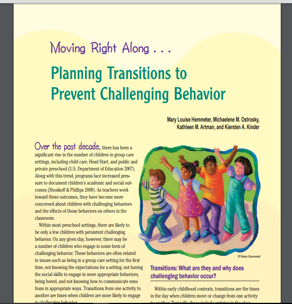 Moving Right Along . . .
Planning Transitions to
Prevent Challenging Behavior
Mary Louise Hemmeter, Michaelene M. Ostrosky,
Kathleen M. Artman, and Kiersten A. Kinder
Over the past decade, there has been a
significant rise in the number of children in group care
settings, including child care, Head Start, and public and
private preschool (U.S. Department of Education 2007).
Along with this trend, programs face increased pres-
sure to document children's academic and social out-
comes (). As teachers work
toward these outcomes, they have become more
concerned about children with challenging behaviors
and the effects of those behaviors on others in the
classroom.
Within most preschool settings, there are likely to
be only a few children with persistent challenging
behavior. On any given day, however, there may be
a number of children who engage in some form of
challenging behavior. These behaviors are often related
to issues such as being in a group care setting for the first
time, not knowing the expectations for a setting, not having
the social skills to engage in more appropriate behaviors,
being bored, and not knowing how to communicate emo-
tions in appropriate ways. Transitions from one activity to
another are times when children are more likely to engage
Transitions: What are they and why does
challenging behavior occur?
Within early childhood contexts, transitions are the times
in the day when children move or change from one activity